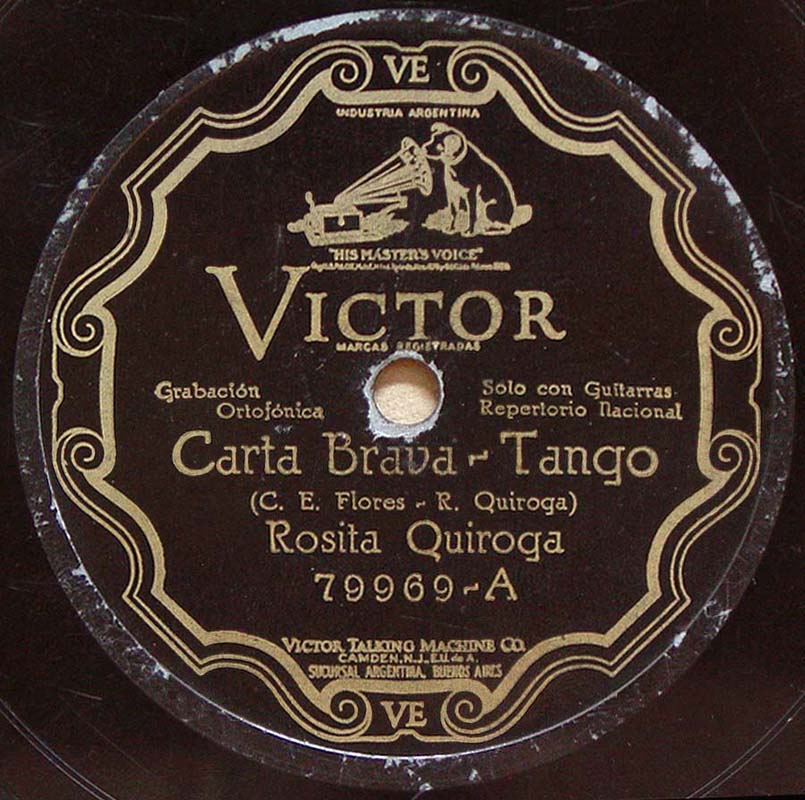 VE
INDUSTRIA ARGENTINA
"HIS MASTER'S VOICE"
VICTOR
MARCAS REGISTRADAS
Grabación
Ortofónica
Sólo con Guitarras
Repertorio Nacional
Carta Brava - Tango
(C. E. Flores - R. Quiroga)
Rosita Quiroga
79969-A
VICTOR TALKING MACHINE CO.
CAMDEN, N.J., E.U. de A.
SUCURSAL ARGENTINA, BUENOS AIRES
VE